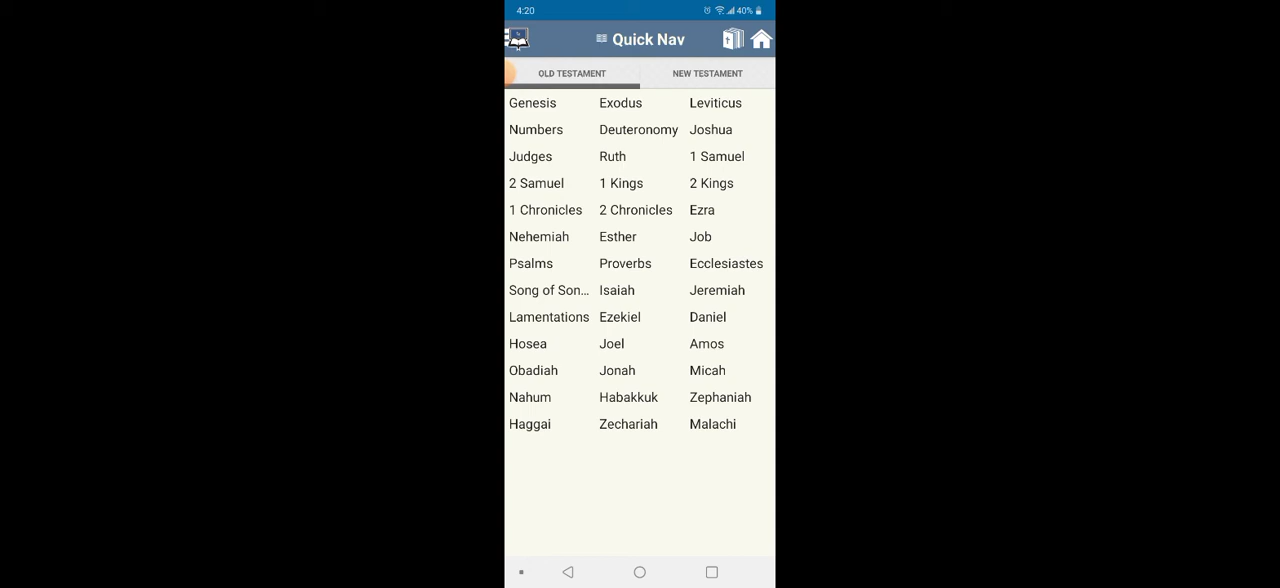 4:20 40%
Quick Nav
OLD TESTAMENT NEW TESTAMENT
Genesis Exodus Leviticus
Numbers Deuteronomy Joshua
Judges Ruth 1 Samuel
2 Samuel 1 Kings 2 Kings
1 Chronicles 2 Chronicles Ezra
Nehemiah Esther Job
Psalms Proverbs Ecclesiastes
Song of Son... Isaiah Jeremiah
Lamentations Ezekiel Daniel
Hosea Joel Amos
Obadiah Jonah Micah
Nahum Habakkuk Zephaniah
Haggai Zechariah Malachi